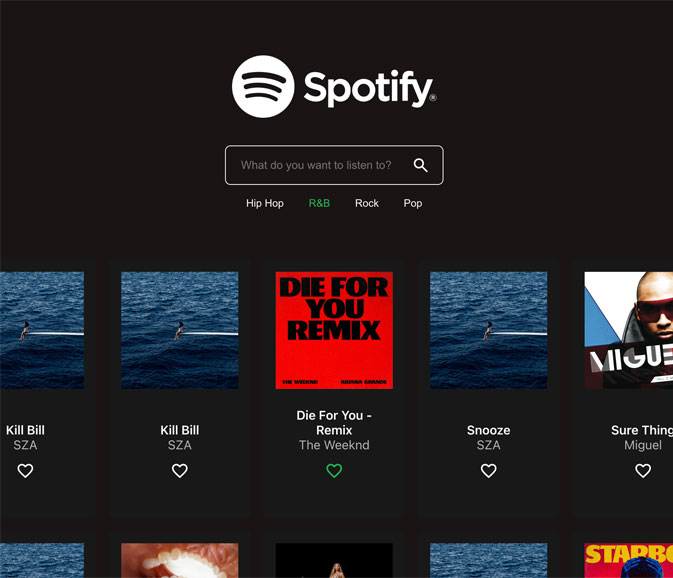 Spotify®
What do you want to listen to?
Hip Hop R&B Rock Pop
DIE FOR
YOU
REMIX
THE WEEKND ARIANA GRANDE
MIGUE
Kill Bill
SZA
Kill Bill
SZA
Die For You -
Remix
The Weeknd
Snooze
SZA
Sure Thing
Miguel
STARBO